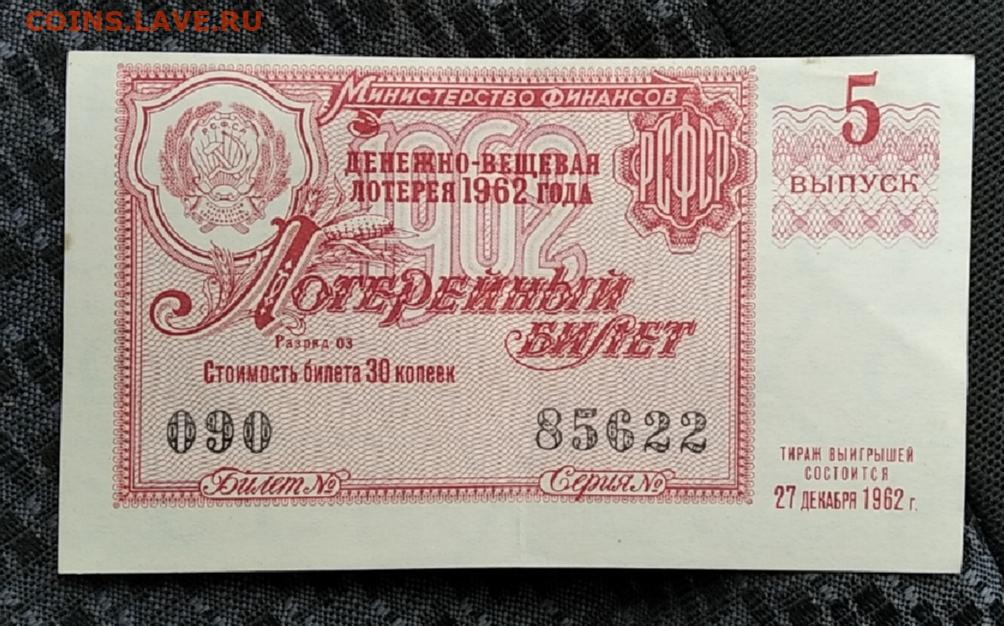 COINS.LAVE.RU
Министерство финансов
РСФСР
1962
Денежно-вещевая
лотерея 1962 года
Лотерейный
билет
Разряд 03
Стоимость билета 30 копеек
090
85622
Билет №
Серия №
5
ВЫПУСК
ТИРАЖ ВЫИГРЫШЕЙ
СОСТОИТСЯ
27 ДЕКАБРЯ 1962 г.